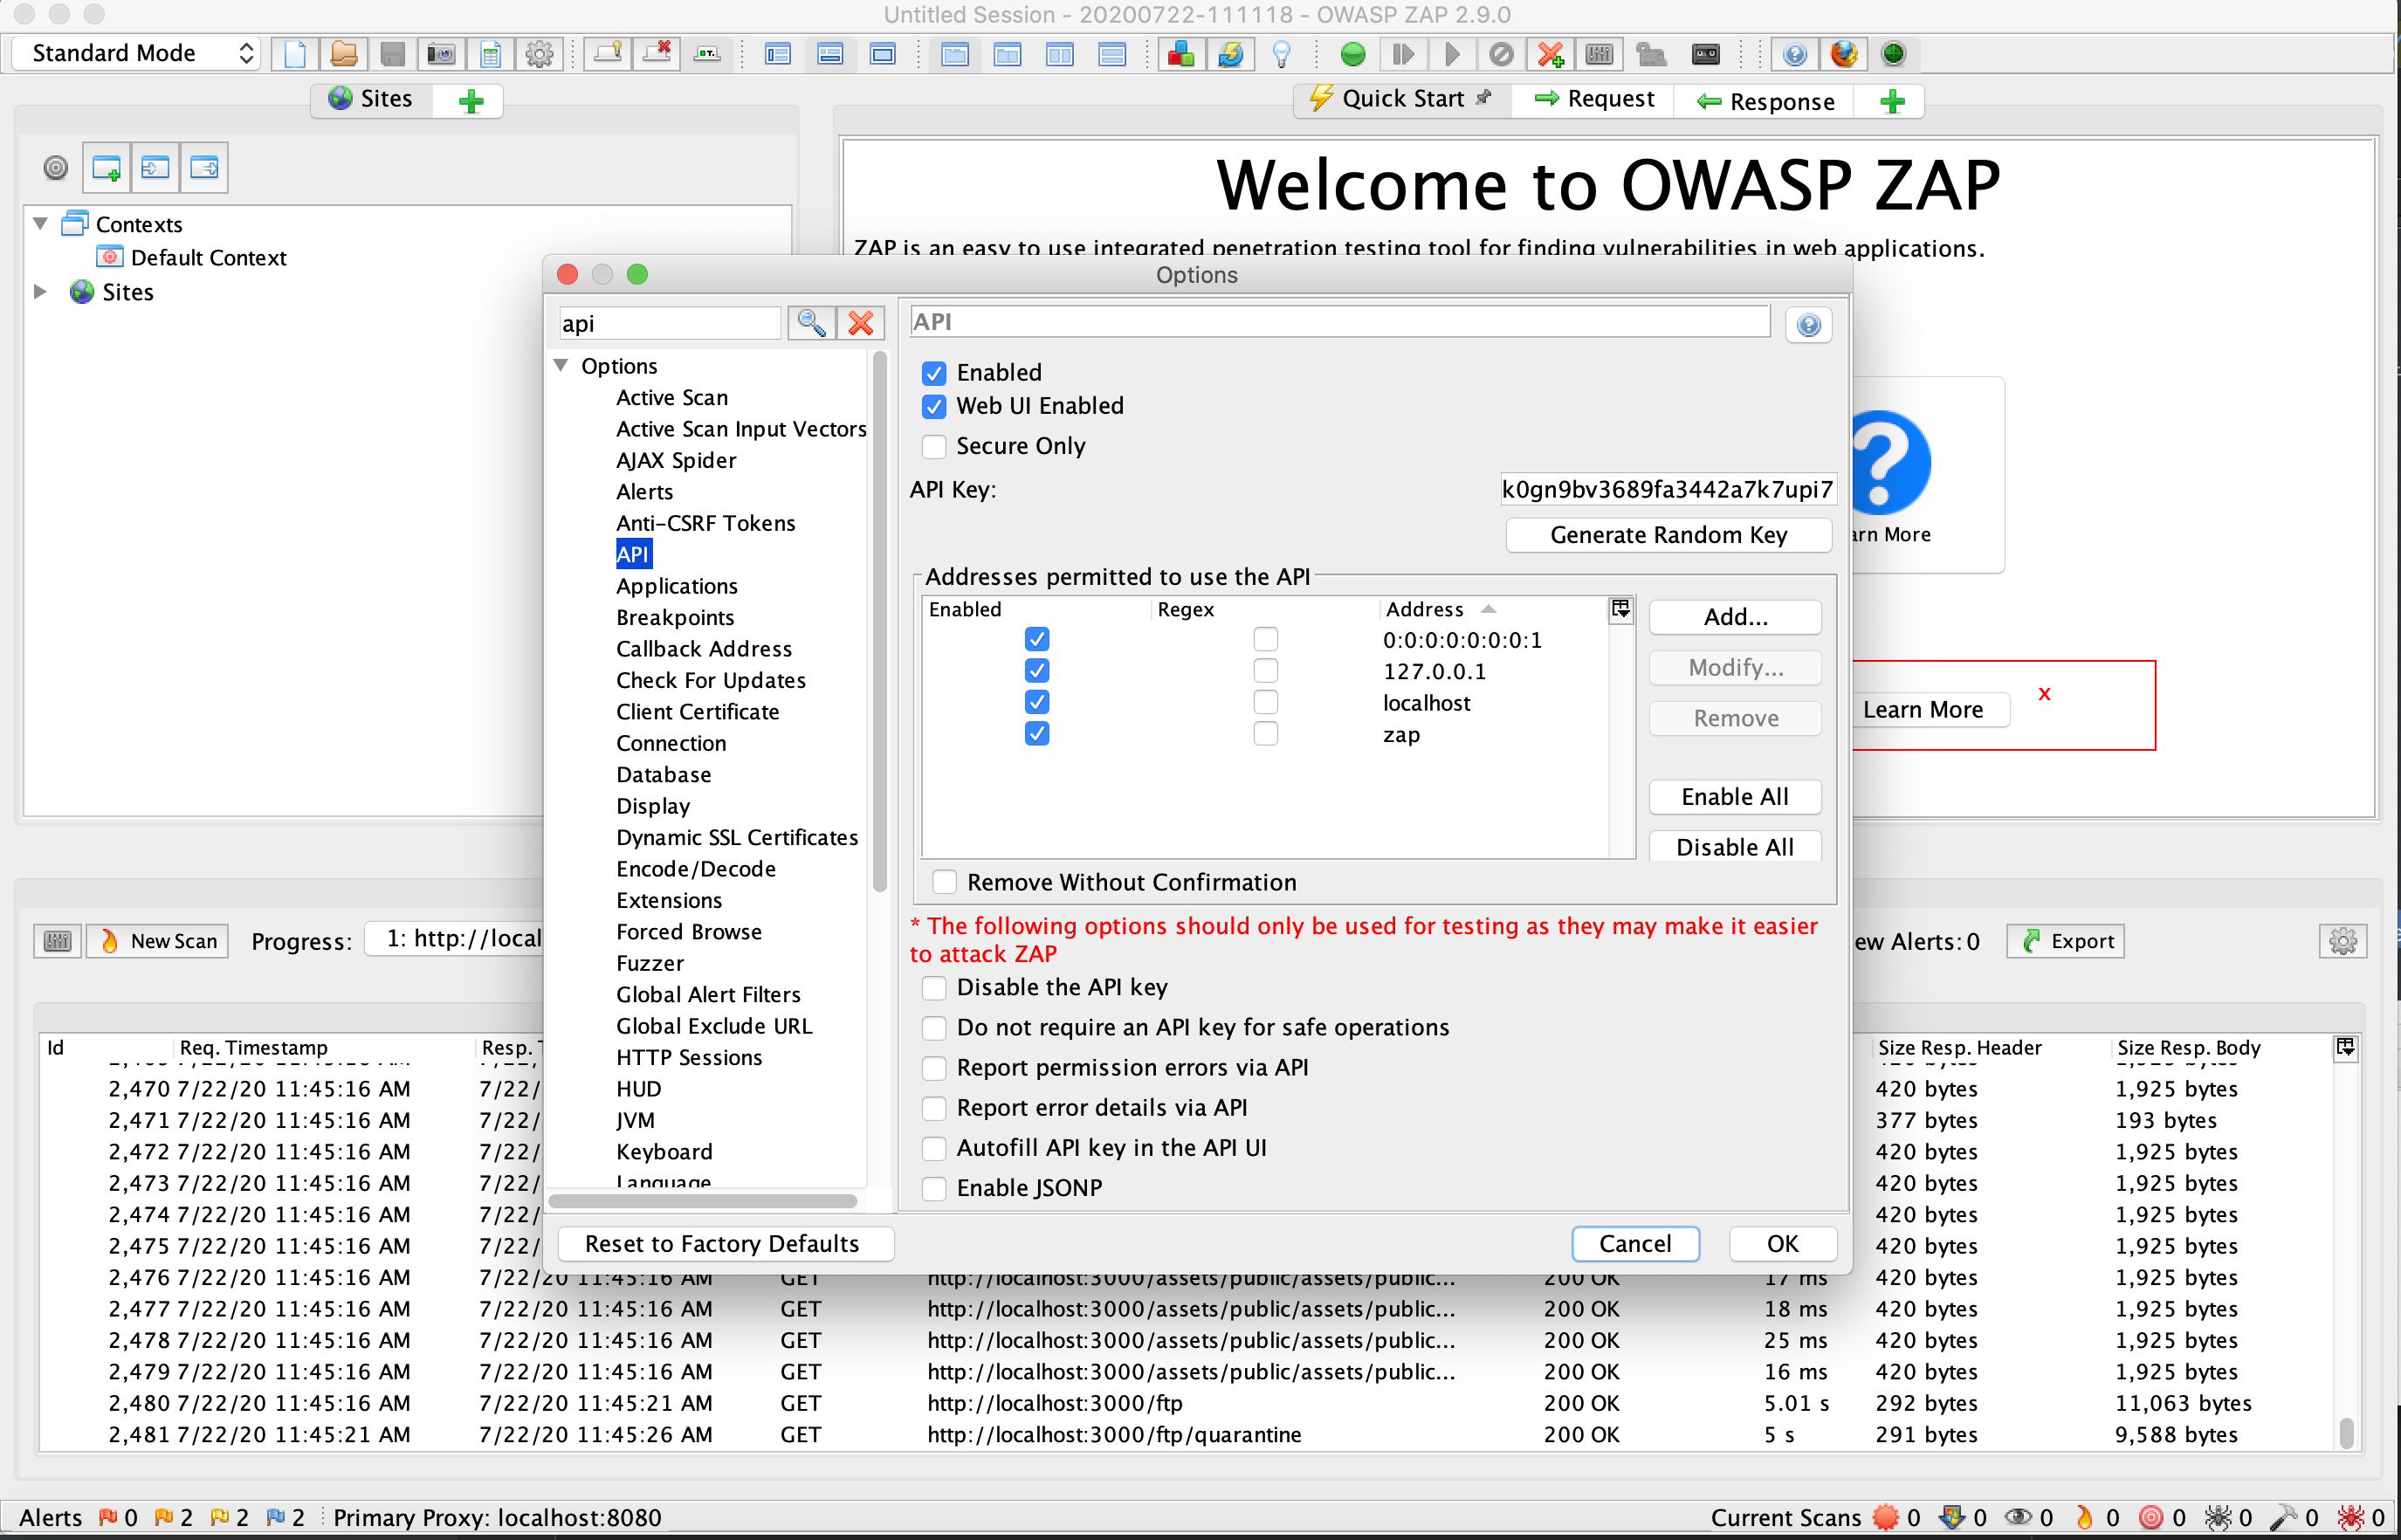 Untitled Session - 20200722-111118 - OWASP ZAP 2.9.0
Standard Mode
Sites
Quick Start
Request
Response
Contexts
Default Context
Sites
Welcome to OWASP ZAP
ZAP is an easy to use integrated penetration testing tool for finding vulnerabilities in web applications.
arn More
Learn More
x
Options
api
Options
Active Scan
Active Scan Input Vectors
AJAX Spider
Alerts
Anti-CSRF Tokens
API
Applications
Breakpoints
Callback Address
Check For Updates
Client Certificate
Connection
Database
Display
Dynamic SSL Certificates
Encode/Decode
Extensions
Forced Browse
Fuzzer
Global Alert Filters
Global Exclude URL
HTTP Sessions
HUD
JVM
Keyboard
Language
API
Enabled
Web UI Enabled
Secure Only
API Key: k0gn9bv3689fa3442a7k7upi7
Generate Random Key
Addresses permitted to use the API
Enabled Regex Address
0:0:0:0:0:0:0:1
127.0.0.1
localhost
zap
Add...
Modify...
Remove
Enable All
Disable All
Remove Without Confirmation
* The following options should only be used for testing as they may make it easier
to attack ZAP
Disable the API key
Do not require an API key for safe operations
Report permission errors via API
Report error details via API
Autofill API key in the API UI
Enable JSONP
Reset to Factory Defaults
Cancel OK
New Scan Progress: 1: http://local ew Alerts: 0 Export
Id Req. Timestamp Resp. Size Resp. Header Size Resp. Body
2,470 7/22/20 11:45:16 AM 7/22/ 420 bytes 1,925 bytes
2,471 7/22/20 11:45:16 AM 7/22/ 377 bytes 193 bytes
2,472 7/22/20 11:45:16 AM 7/22/ 420 bytes 1,925 bytes
2,473 7/22/20 11:45:16 AM 7/22/ 420 bytes 1,925 bytes
2,474 7/22/20 11:45:16 AM 7/22/ 420 bytes 1,925 bytes
2,475 7/22/20 11:45:16 AM 7/22/ 420 bytes 1,925 bytes
2,476 7/22/20 11:45:16 AM 7/22/20 11:45:16 AM GET http://localhost:3000/assets/public/assets/public... 200 OK 17 ms 420 bytes 1,925 bytes
2,477 7/22/20 11:45:16 AM 7/22/20 11:45:16 AM GET http://localhost:3000/assets/public/assets/public... 200 OK 18 ms 420 bytes 1,925 bytes
2,478 7/22/20 11:45:16 AM 7/22/20 11:45:16 AM GET http://localhost:3000/assets/public/assets/public... 200 OK 25 ms 420 bytes 1,925 bytes
2,479 7/22/20 11:45:16 AM 7/22/20 11:45:16 AM GET http://localhost:3000/assets/public/assets/public... 200 OK 16 ms 420 bytes 1,925 bytes
2,480 7/22/20 11:45:21 AM 7/22/20 11:45:21 AM GET http://localhost:3000/ftp 200 OK 5.01 s 292 bytes 11,063 bytes
2,481 7/22/20 11:45:21 AM 7/22/20 11:45:26 AM GET http://localhost:3000/ftp/quarantine 200 OK 5 s 291 bytes 9,588 bytes
Alerts 0 2 2 2 Primary Proxy: localhost:8080 Current Scans 0 0 0 0 0 0 0 0